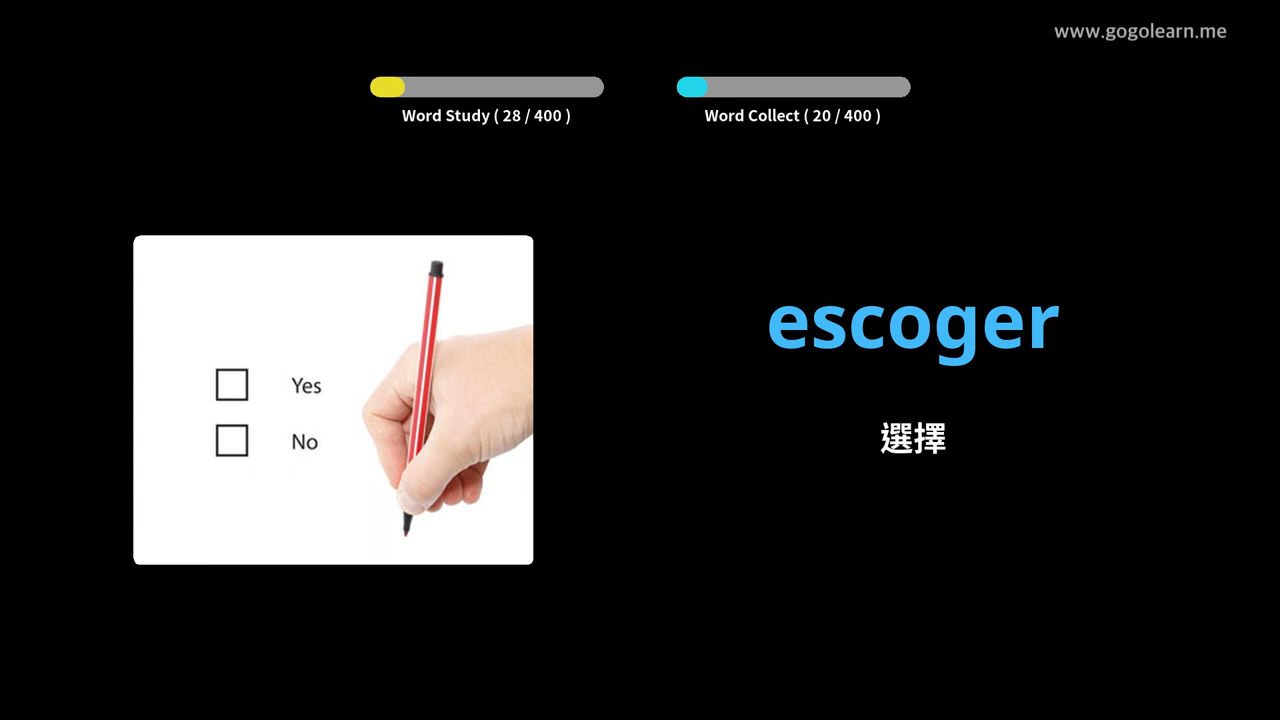 www.gogolearn.me
Word Study ( 28 / 400 )
Word Collect ( 20 / 400 )
Yes
No
escoger
選擇